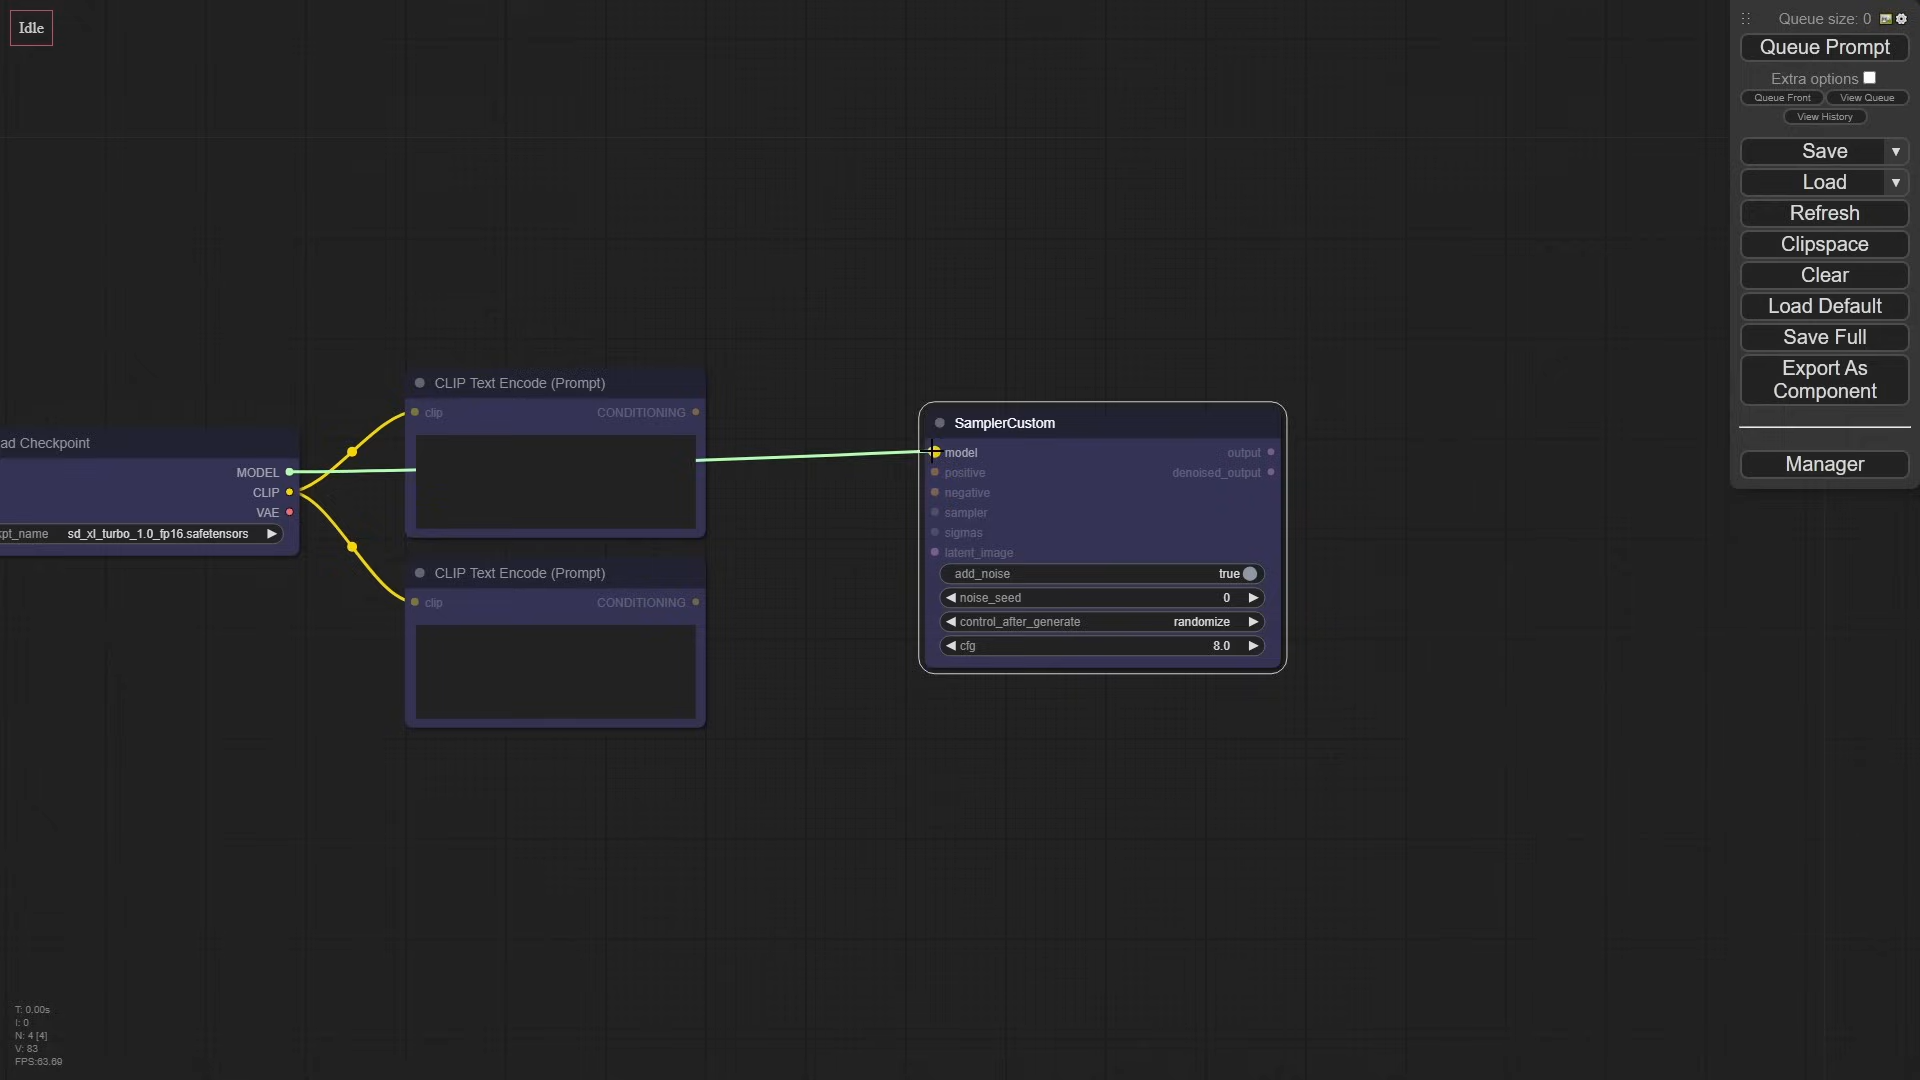 Idle
Queue size: 0
Queue Prompt
Extra options
Queue Front
View Queue
View History
Save ▼
Load ▼
Refresh
Clipspace
Clear
Load Default
Save Full
Export As
Component
Manager
ad Checkpoint
MODEL
CLIP
VAE
kpt_name sd_xl_turbo_1.0_fp16.safetensors ▶
CLIP Text Encode (Prompt)
clip CONDITIONING
CLIP Text Encode (Prompt)
clip CONDITIONING
SamplerCustom
model output
positive denoised_output
negative
sampler
sigmas
latent_image
add_noise true
◀ noise_seed 0 ▶
◀ control_after_generate randomize ▶
◀ cfg 8.0 ▶
T: 0.00s
I: 0
N: 4 [4]
V: 83
FPS:63.69